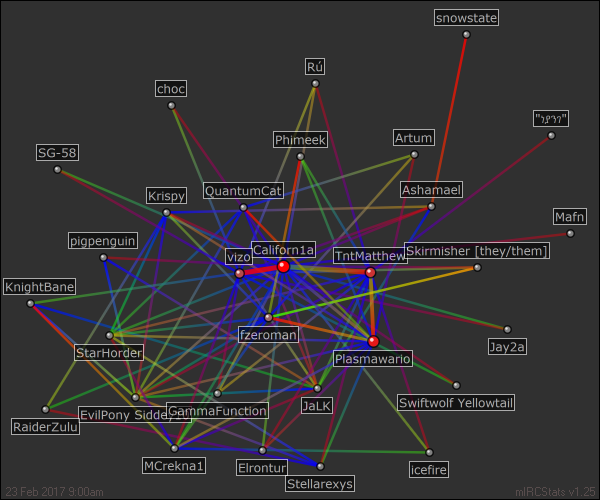 snowstate
Rú
choc
"ነያን"
Phimeek
Artum
SG-58
Krispy
QuantumCat
Ashamael
Mafn
pigpenguin
vizo
Californ1a
TntMatthew
Skirmisher [they/them]
KnightBane
StarHorder
fzeroman
Plasmawario
Jay2a
RaiderZulu
EvilPony Siddey
GammaFunction
JaLK
Swiftwolf Yellowtail
MCrekna1
Elrontur
Stellarexys
icefire
23 Feb 2017 9:00am
mIRCStats v1.25